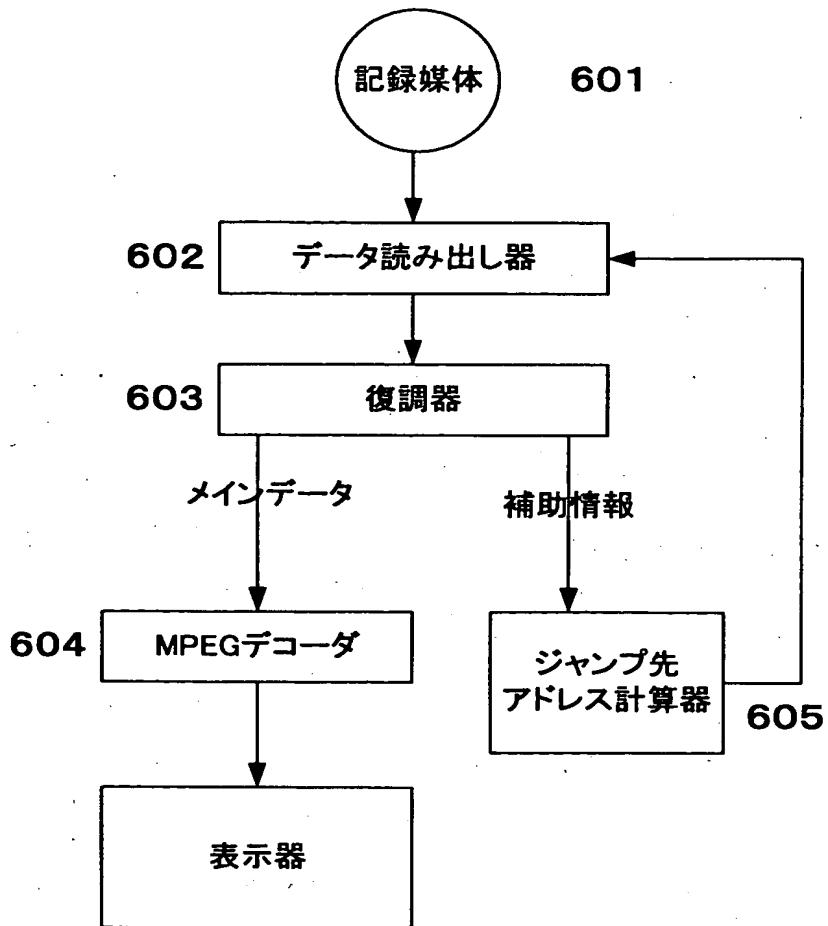 記録媒体
601
602
データ読み出し器
603
復調器
メインデータ
補助情報
604
MPEGデコーダ
ジャンプ先
アドレス計算器
605
表示器